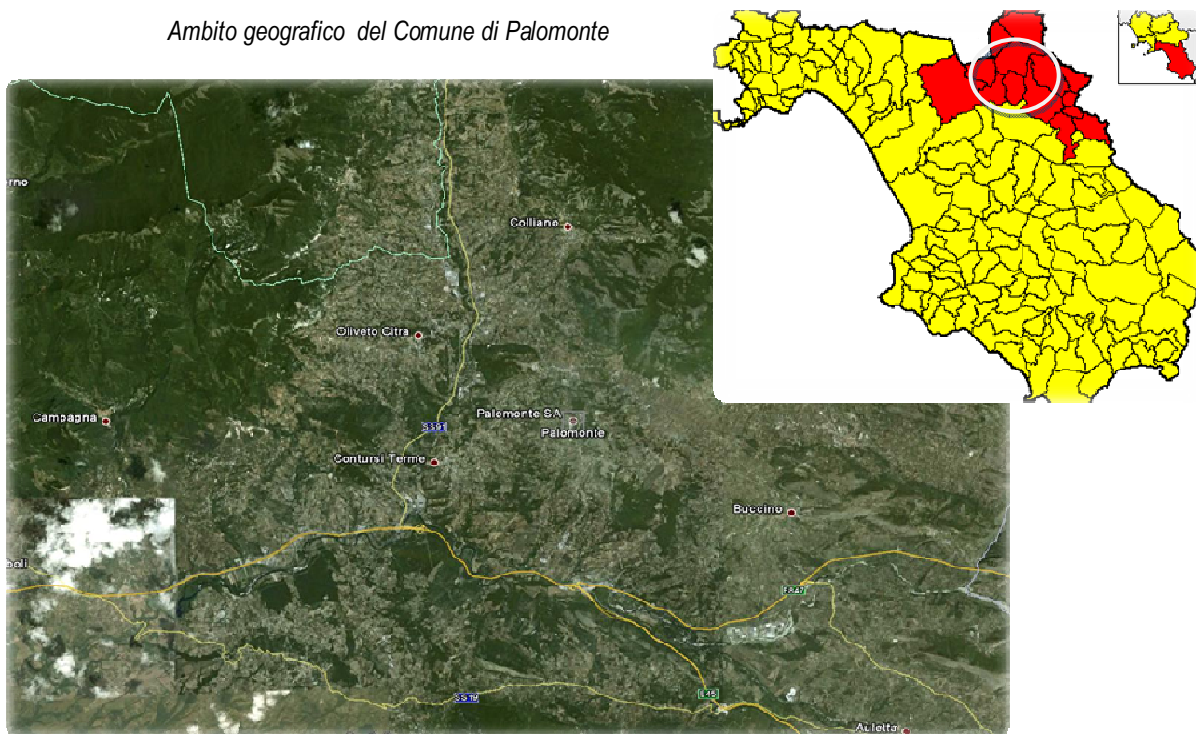 Ambito geografico del Comune di Palomonte
Colliano
Oliveto Citra
Campagna
Palomonte SA
Palomonte
Contursi Terme
Buccino
Auletta